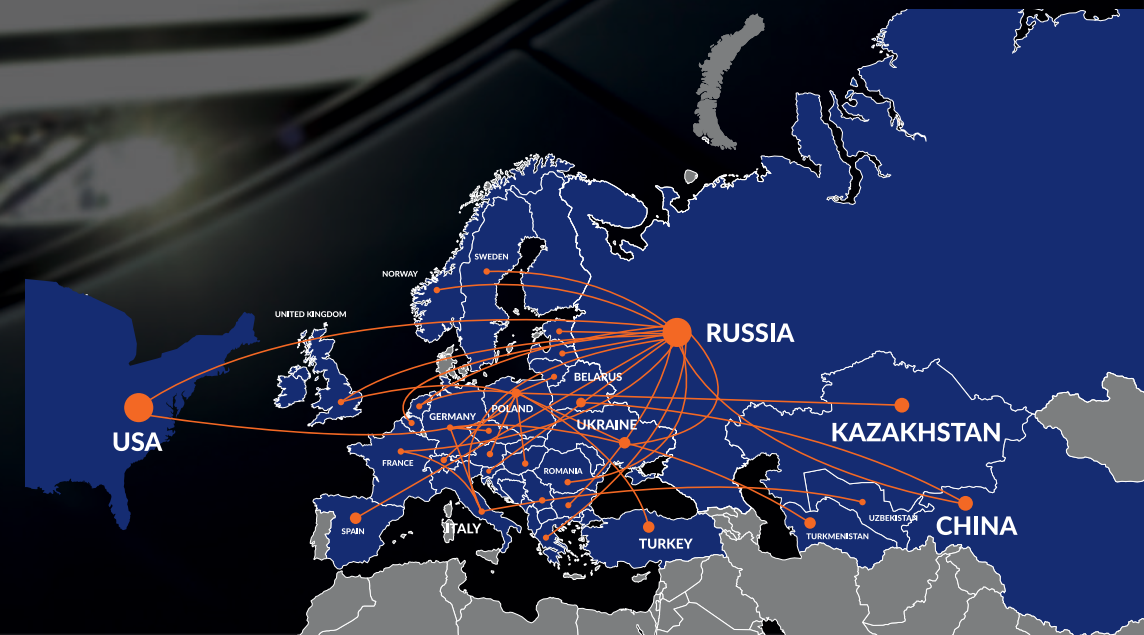 SWEDEN
NORWAY
UNITED KINGDOM
RUSSIA
BELARUS
USA
GERMANY
POLAND
UKRAINE
KAZAKHSTAN
FRANCE
ROMANIA
SPAIN
ITALY
TURKEY
UZBEKISTAN
CHINA
TURKMENISTAN